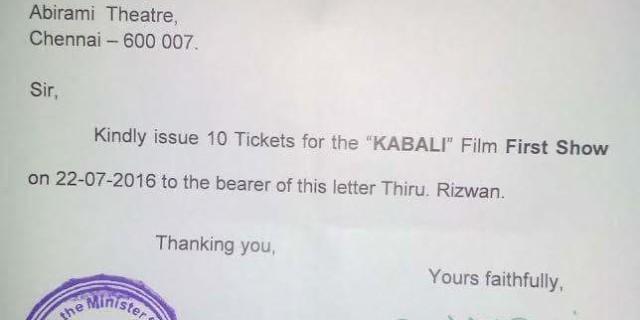 Abirami Theatre,
Chennai – 600 007.
Sir,
Kindly issue 10 Tickets for the “KABALI” Film First Show
on 22-07-2016 to the bearer of this letter Thiru. Rizwan.
Thanking you,
Yours faithfully,
the Minister